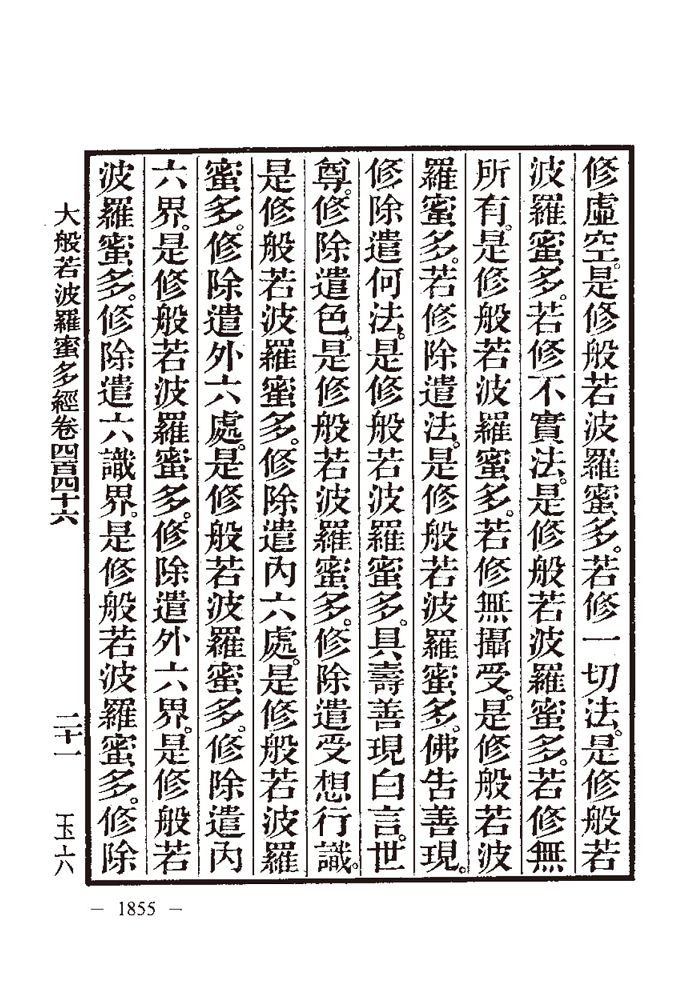 修虛空。是修般若波羅蜜多。若修一切法。是修般若
波羅蜜多。若修不實法。是修般若波羅蜜多。若修無
所有。是修般若波羅蜜多。若修無攝受。是修般若波
羅蜜多。若修除遣法。是修般若波羅蜜多。佛告善現。
修除遣何法。是修般若波羅蜜多。具壽善現白言。世
尊。修除遣色。是修般若波羅蜜多。修除遣受想行識。
是修般若波羅蜜多。修除遣內六處。是修般若波羅
蜜多。修除遣外六處。是修般若波羅蜜多。修除遣內
六界。是修般若波羅蜜多。修除遣外六界。是修般若
波羅蜜多。修除遣六識界。是修般若波羅蜜多。修除
大般若波羅蜜多經卷四百四十六 二十一 玉六
— 1855 —